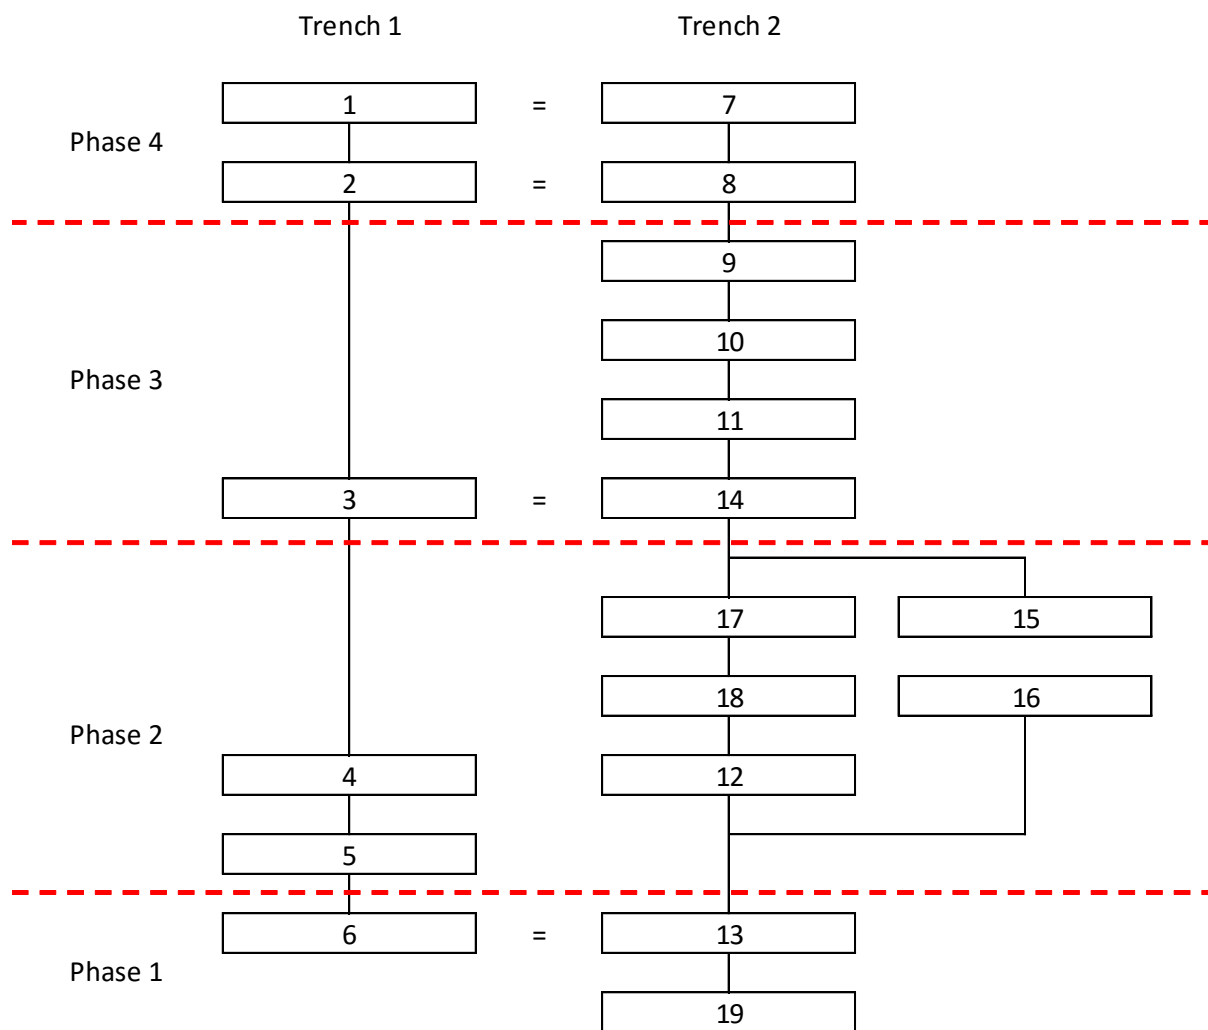 Trench 1 Trench 2
1 = 7
Phase 4
2 = 8
9
10
Phase 3
11
3 = 14
17 15
18 16
Phase 2
4 12
5
6 = 13
Phase 1
19